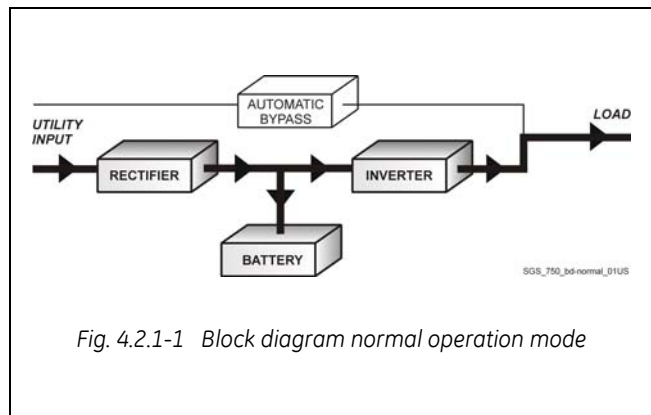 AUTOMATIC
BYPASS
LOAD
UTILITY
INPUT
RECTIFIER
INVERTER
BATTERY
SGS_750_bd-normal_01US
Fig. 4.2.1-1 Block diagram normal operation mode